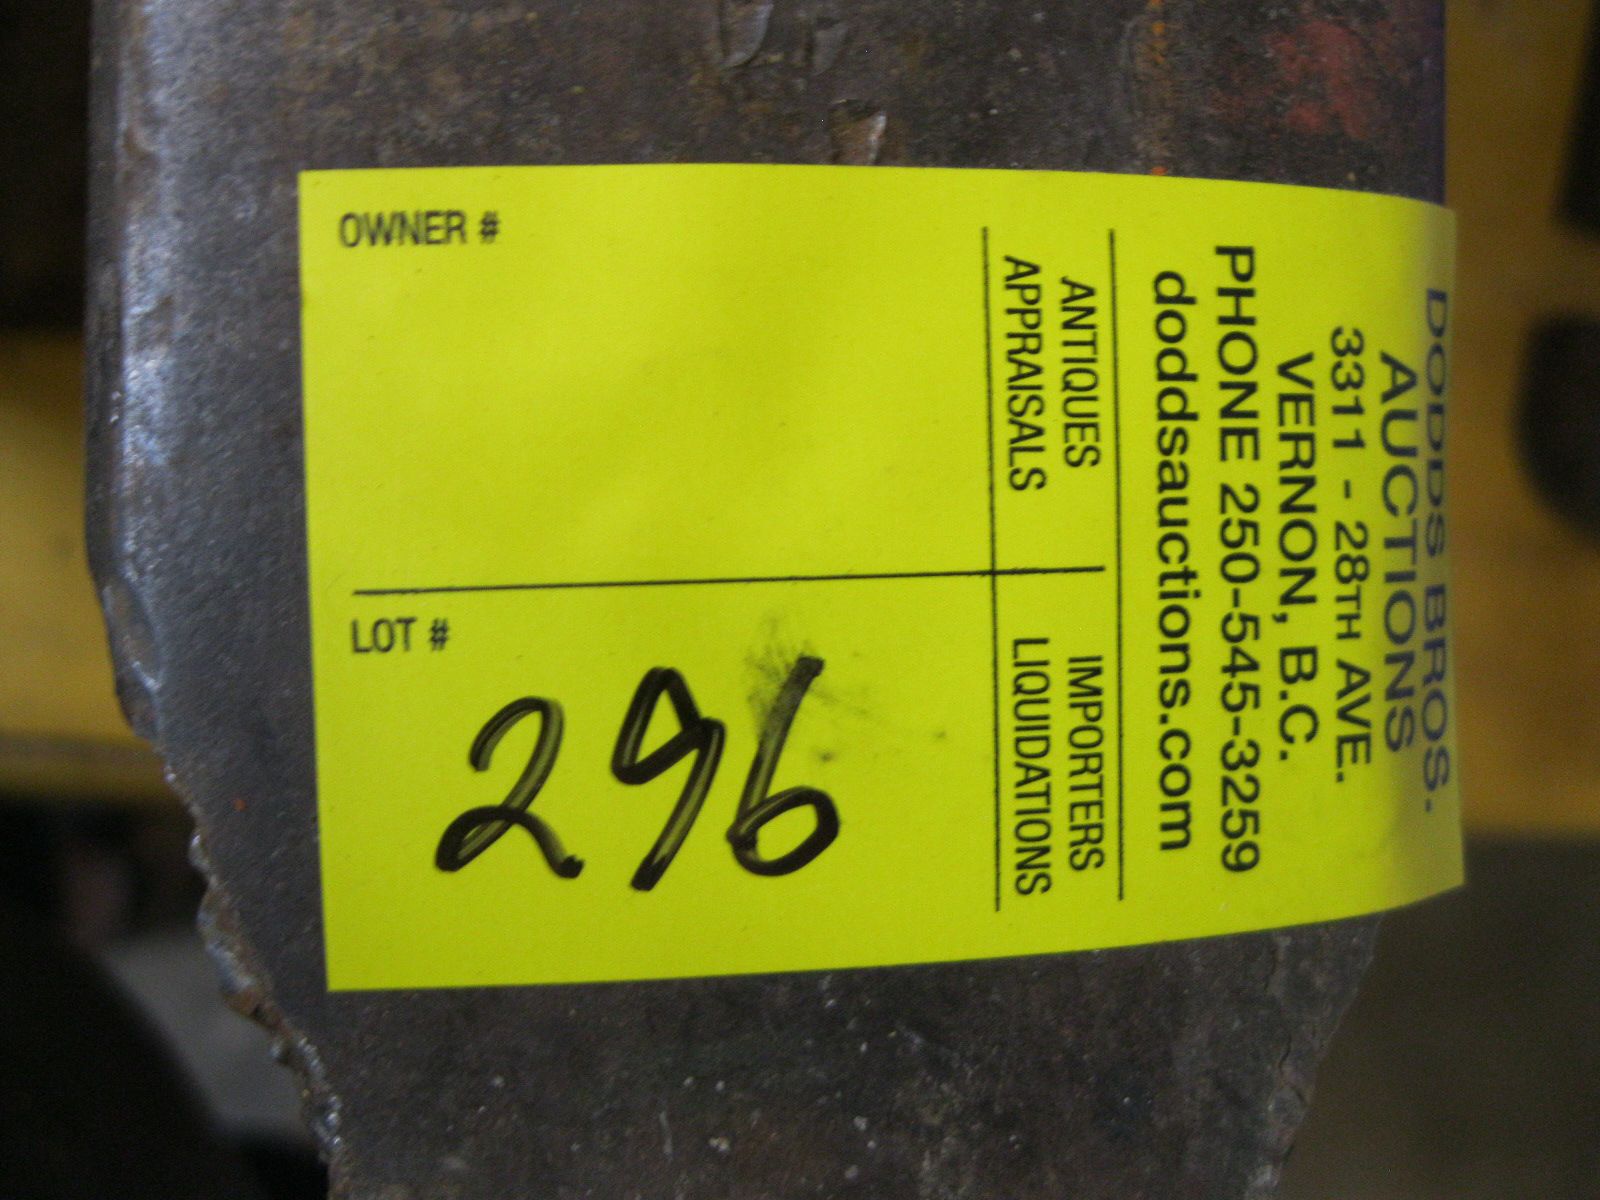 DODDS BROS.
AUCTIONS
3311 - 28TH AVE.
VERNON, B.C.
PHONE 250-545-3259
doddsauctions.com
ANTIQUES
APPRAISALS
IMPORTERS
LIQUIDATIONS
OWNER #
LOT #
296